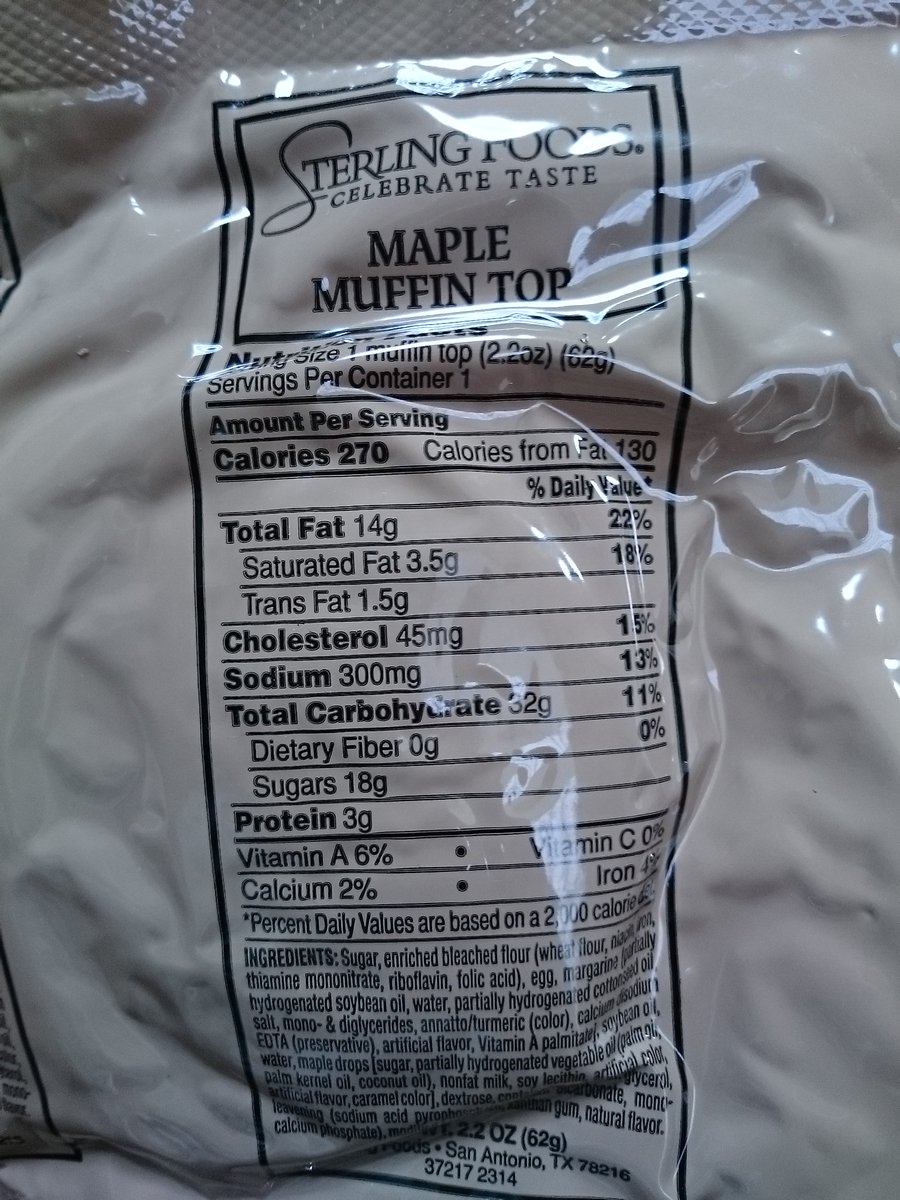 STERLING FOODS®
CELEBRATE TASTE
MAPLE
MUFFIN TOP
Size 1 muffin top (2.2oz) (62g)
Servings Per Container 1
Amount Per Serving
Calories 270 Calories from Fat 130
% Daily Value*
Total Fat 14g 22%
Saturated Fat 3.5g 18%
Trans Fat 1.5g
Cholesterol 45mg 15%
Sodium 300mg 13%
Total Carbohydrate 32g 11%
Dietary Fiber 0g 0%
Sugars 18g
Protein 3g
Vitamin A 6% • Vitamin C 0%
Calcium 2% • Iron 4%
*Percent Daily Values are based on a 2,000 calorie
INGREDIENTS: Sugar, enriched bleached flour (wheat flour, niacin, iron,
thiamine mononitrate, riboflavin, folic acid), egg, margarine (partially
hydrogenated soybean oil, water, partially hydrogenated cottonseed oil
salt, mono- & diglycerides, annatto/turmeric (color), calcium disodium
EDTA (preservative), artificial flavor, Vitamin A palmitate), soybean oil,
water, maple drops [sugar, partially hydrogenated vegetable oil (palm oil,
palm kernel oil, coconut oil), nonfat milk, soy lecithin, artificial color,
artificial flavor, caramel color], dextrose, glycerol,
leavening (sodium acid bicarbonate, mono-
calcium phosphate), xanthan gum, natural flavor.
2.2 OZ (62g)
Foods • San Antonio, TX 78216
37217 2314